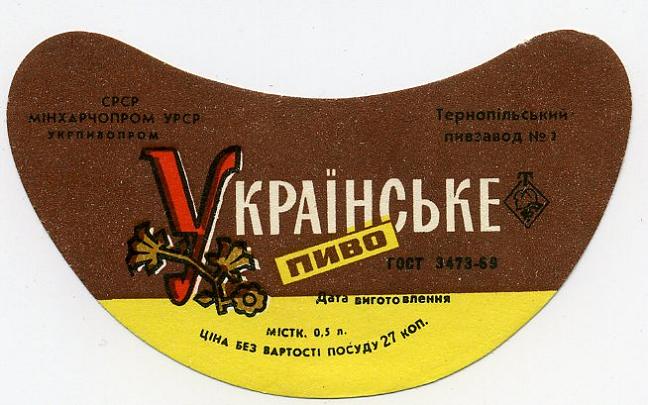 СРСР
МІНХАРЧОПРОМ УРСР
УКРПИВОПРОМ
Тернопільський
пивзавод № 1
УКРАЇНСЬКЕ
Т
ПИВО
ГОСТ 3473-69
Дата виготовлення
МІСТК. 0,5 л.
ЦІНА БЕЗ ВАРТОСТІ ПОСУДУ 27 КОП.